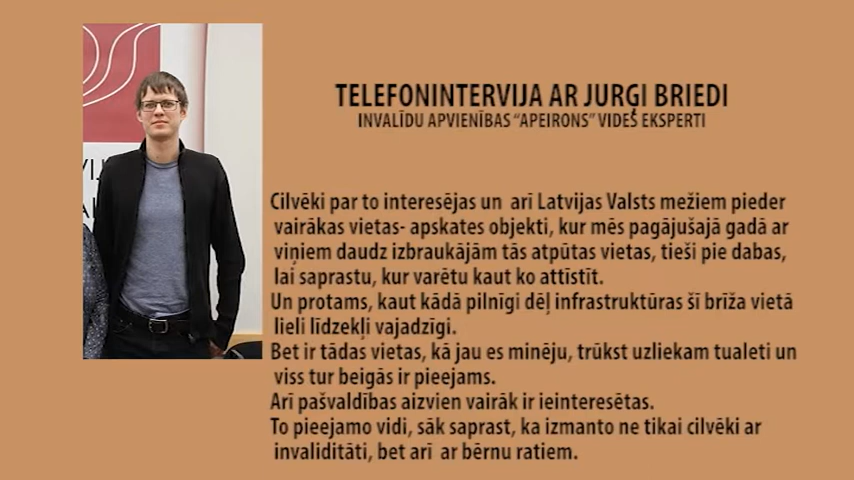 TELEFONINTERVIJA AR JURĢI BRIEDI
INVALĪDU APVIENĪBAS “APEIRONS” VIDES EKSPERTI
Cilvēki par to interesējas un arī Latvijas Valsts mežiem pieder
vairākas vietas- apskates objekti, kur mēs pagājušajā gadā ar
viņiem daudz izbraukājām tās atpūtas vietas, tieši pie dabas,
lai saprastu, kur varētu kaut ko attīstīt.
Un protams, kaut kādā pilnīgi dēļ infrastruktūras šī brīža vietā
lieli līdzekļi vajadzīgi.
Bet ir tādas vietas, kā jau es minēju, trūkst uzliekam tualeti un
viss tur beigās ir pieejams.
Arī pašvaldības aizvien vairāk ir ieinteresētas.
To pieejamo vidi, sāk saprast, ka izmanto ne tikai cilvēki ar
invaliditāti, bet arī ar bērnu ratiem.